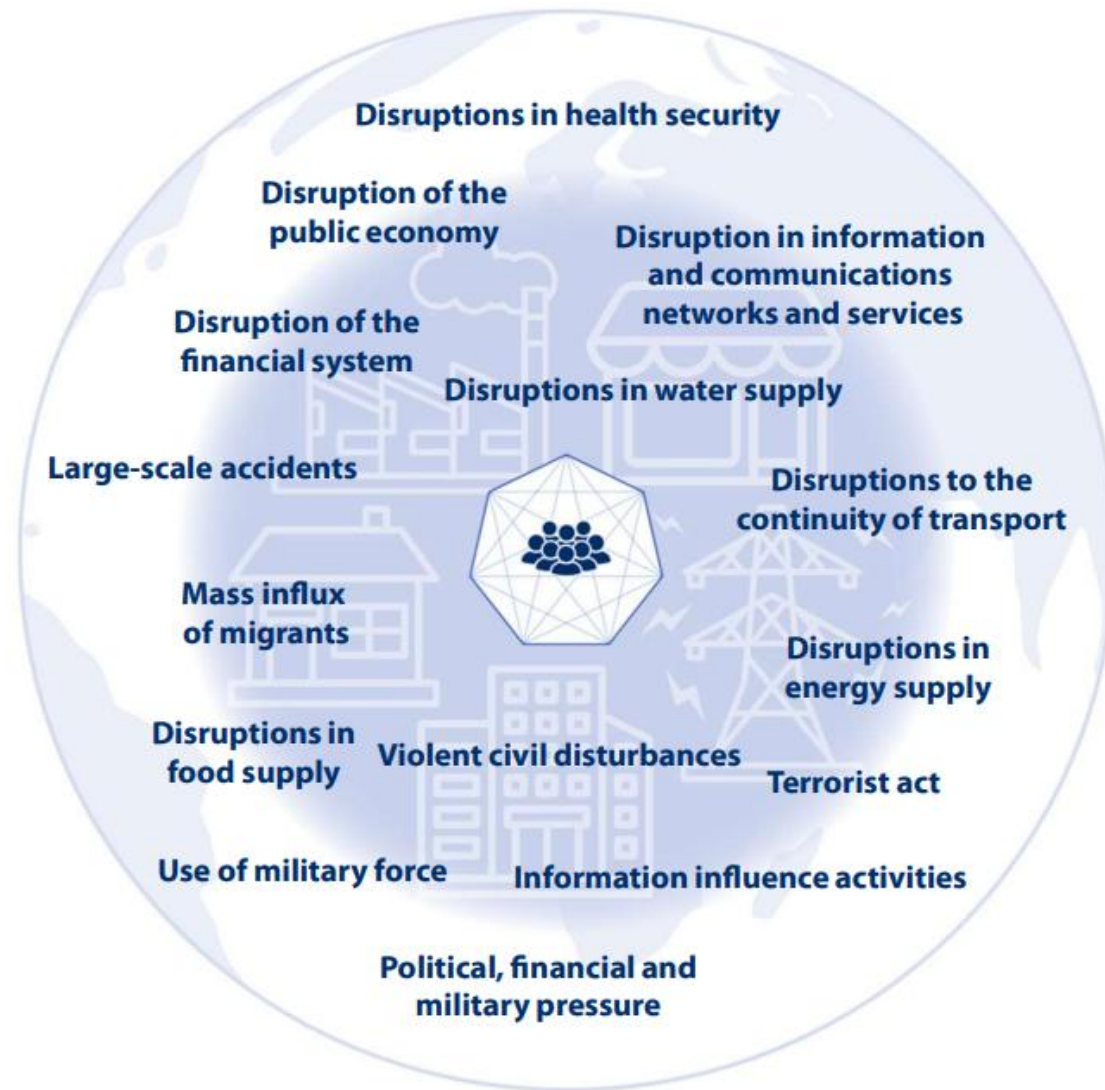 Disruptions in health security
Disruption of the
public economy
Disruption in information
and communications
networks and services
Disruption of the
financial system
Disruptions in water supply
Large-scale accidents
Disruptions to the
continuity of transport
Mass influx
of migrants
Disruptions in
energy supply
Disruptions in
food supply
Violent civil disturbances
Terrorist act
Use of military force
Information influence activities
Political, financial and
military pressure